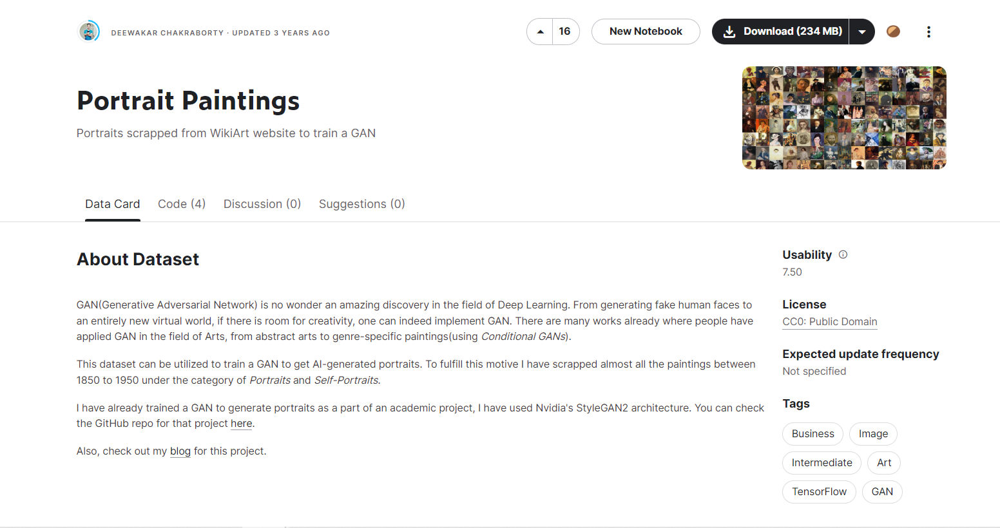 DEEWAKAR CHAKRABORTY · UPDATED 3 YEARS AGO
16
New Notebook
Download (234 MB)
Portrait Paintings
Portraits scrapped from WikiArt website to train a GAN
Data Card
Code (4)
Discussion (0)
Suggestions (0)
About Dataset
GAN(Generative Adversarial Network) is no wonder an amazing discovery in the field of Deep Learning. From generating fake human faces to
an entirely new virtual world, if there is room for creativity, one can indeed implement GAN. There are many works already where people have
applied GAN in the field of Arts, from abstract arts to genre-specific paintings(using Conditional GANs).
This dataset can be utilized to train a GAN to get AI-generated portraits. To fulfill this motive I have scrapped almost all the paintings between
1850 to 1950 under the category of Portraits and Self-Portraits.
I have already trained a GAN to generate portraits as a part of an academic project, I have used Nvidia's StyleGAN2 architecture. You can check
the GitHub repo for that project here.
Also, check out my blog for this project.
Usability
7.50
License
CC0: Public Domain
Expected update frequency
Not specified
Tags
Business
Image
Intermediate
Art
TensorFlow
GAN